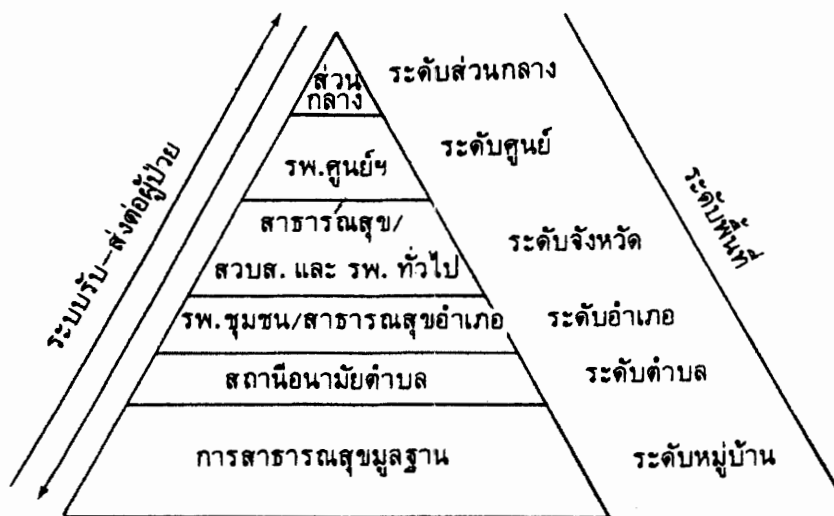 ส่วน
กลาง
ระดับส่วนกลาง
รพ.ศูนย์ฯ
ระดับศูนย์
สาธารณสุข/
สวบส. และ รพ. ทั่วไป
ระดับจังหวัด
รพ.ชุมชน/สาธารณสุขอำเภอ
ระดับอำเภอ
สถานีอนามัยตำบล
ระดับตำบล
การสาธารณสุขมูลฐาน
ระดับหมู่บ้าน
ระบบรับ-ส่งต่อผู้ป่วย
ระดับพื้นที่